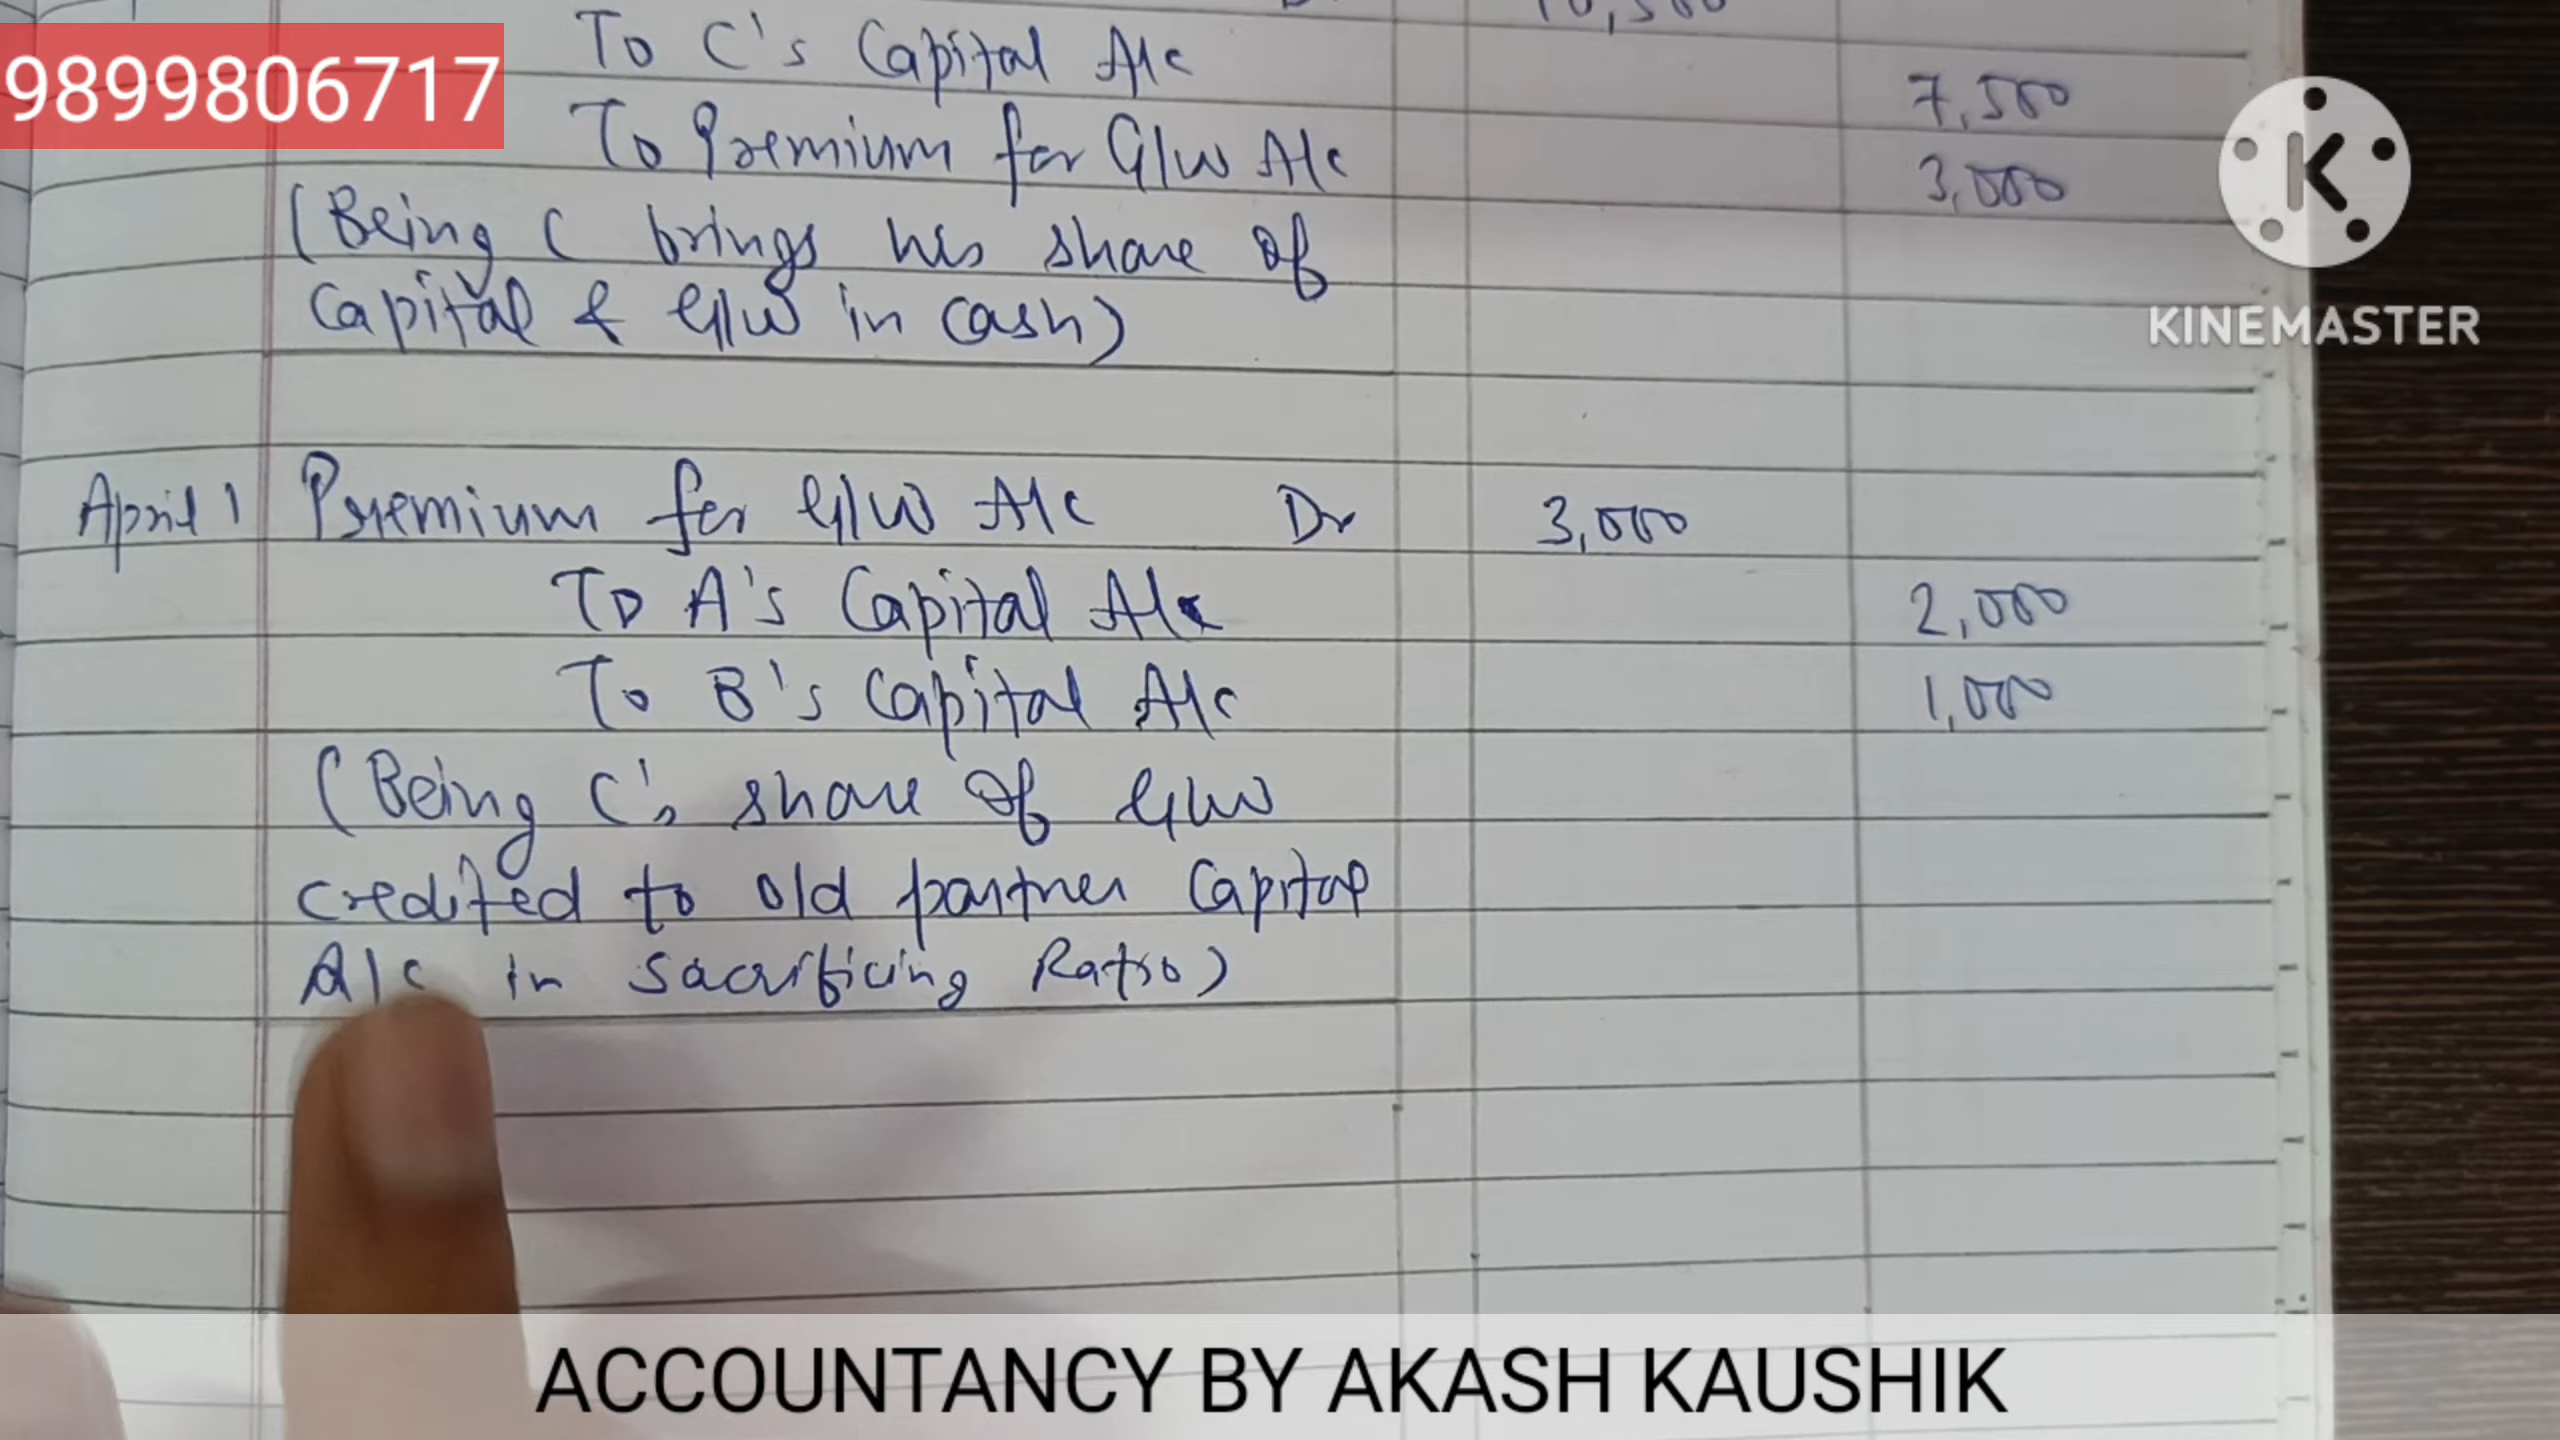 9899806717
To C's Capital A/c
7,500
To Premium for G/w A/c
3,000
(Being C brings his share of
Capital & G/w in Cash)
KINEMASTER
April 1 Premium for G/w A/c Dr 3,000
To A's Capital A/c 2,000
To B's Capital A/c 1,000
(Being C's share of G/w
credited to old partner Capital
A/c in Sacrificing Ratio)
ACCOUNTANCY BY AKASH KAUSHIK